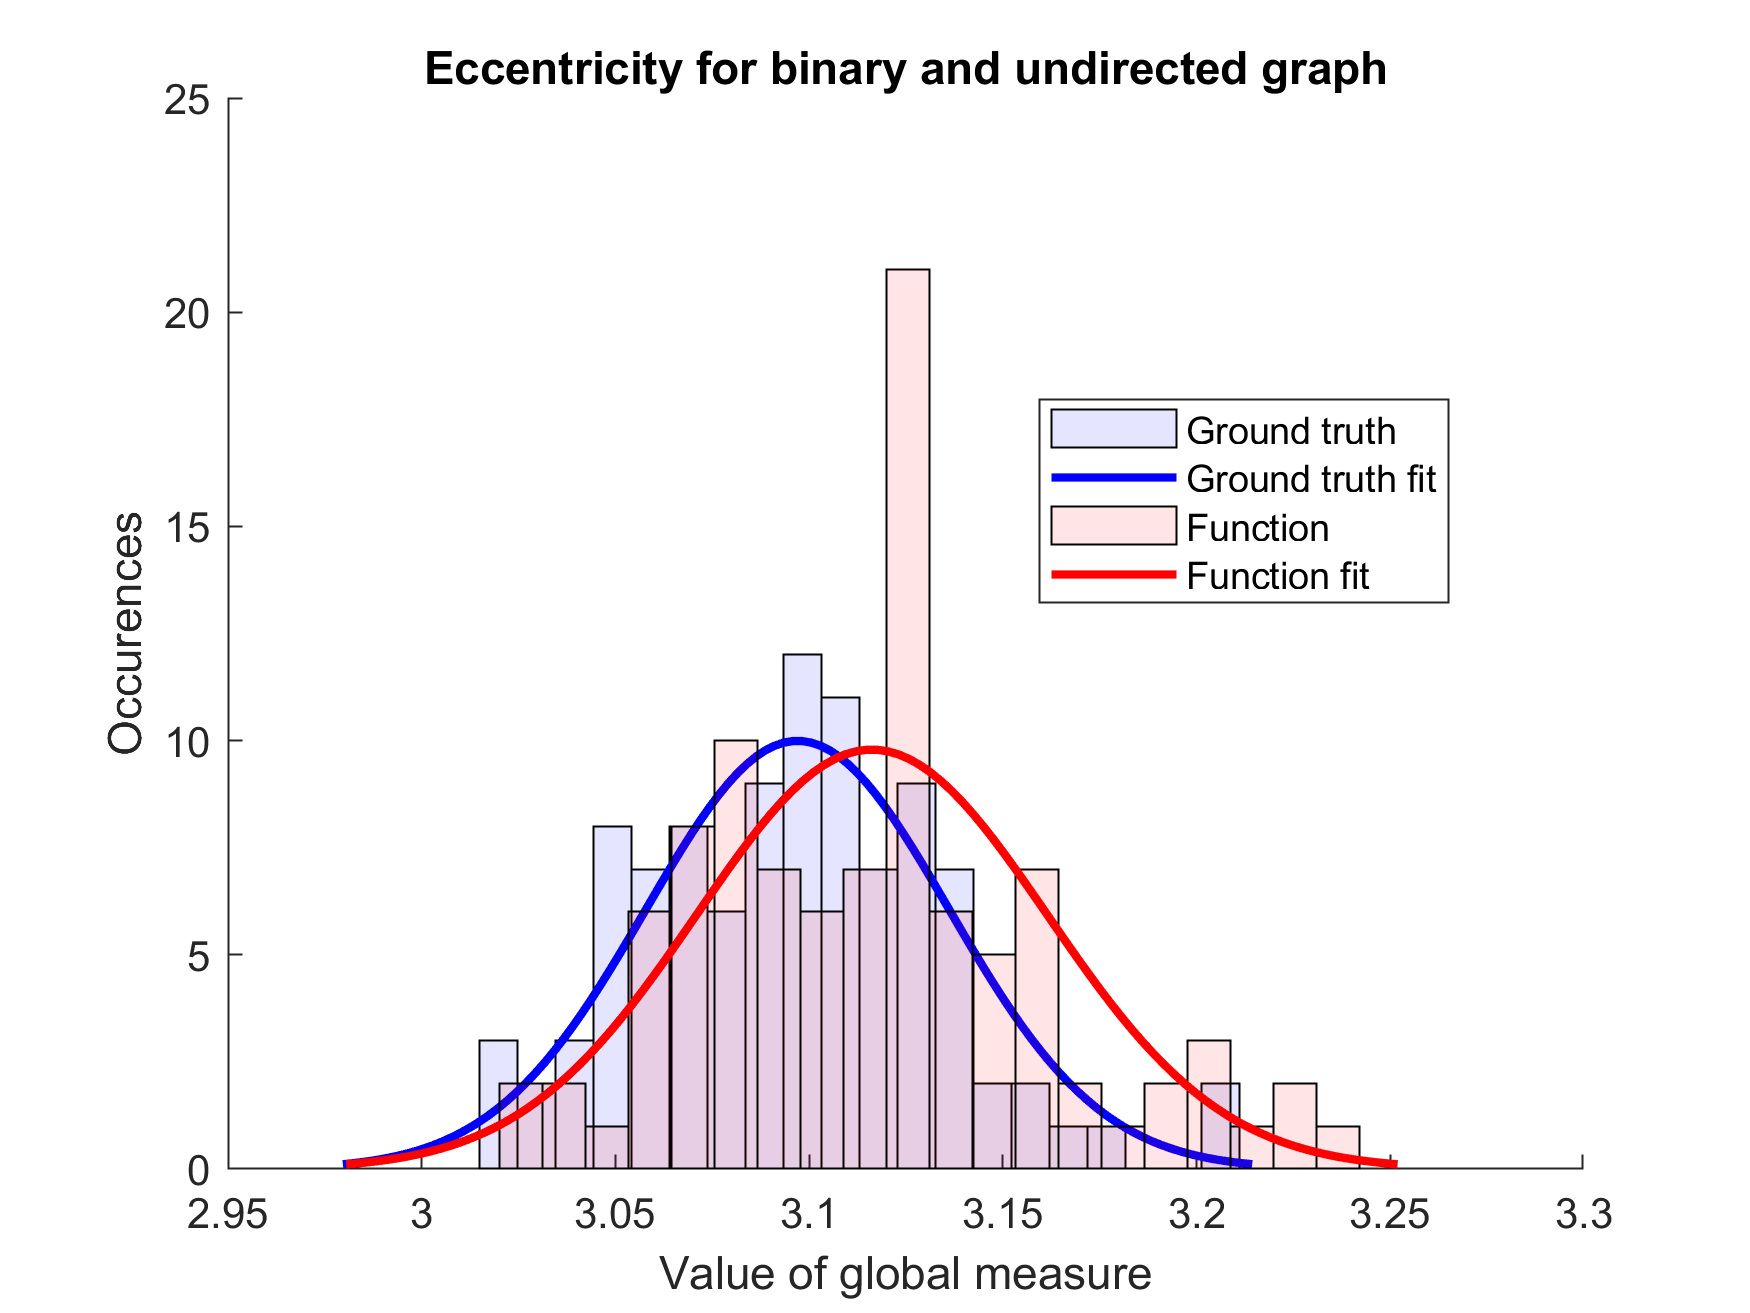 Eccentricity for binary and undirected graph
25
20
15
10
5
0
Occurences
Ground truth
Ground truth fit
Function
Function fit
2.95 3 3.05 3.1 3.15 3.2 3.25 3.3
Value of global measure